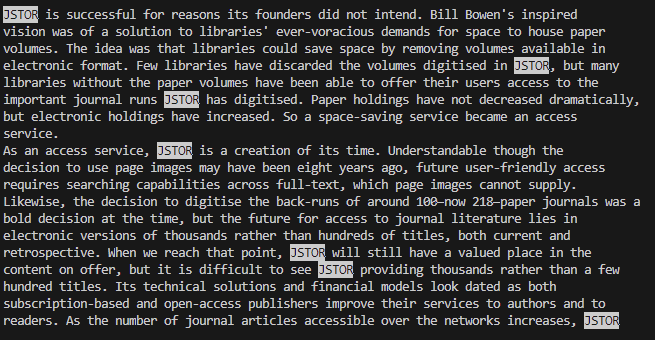 JSTOR is successful for reasons its founders did not intend. Bill Bowen's inspired
vision was of a solution to libraries' ever-voracious demands for space to house paper
volumes. The idea was that libraries could save space by removing volumes available in
electronic format. Few libraries have discarded the volumes digitised in JSTOR, but many
libraries without the paper volumes have been able to offer their users access to the
important journal runs JSTOR has digitised. Paper holdings have not decreased dramatically,
but electronic holdings have increased. So a space-saving service became an access
service.
As an access service, JSTOR is a creation of its time. Understandable though the
decision to use page images may have been eight years ago, future user-friendly access
requires searching capabilities across full-text, which page images cannot supply.
Likewise, the decision to digitise the back-runs of around 100—now 218—paper journals was a
bold decision at the time, but the future for access to journal literature lies in
electronic versions of thousands rather than hundreds of titles, both current and
retrospective. When we reach that point, JSTOR will still have a valued place in the
content on offer, but it is difficult to see JSTOR providing thousands rather than a few
hundred titles. Its technical solutions and financial models look dated as both
subscription-based and open-access publishers improve their services to authors and to
readers. As the number of journal articles accessible over the networks increases, JSTOR